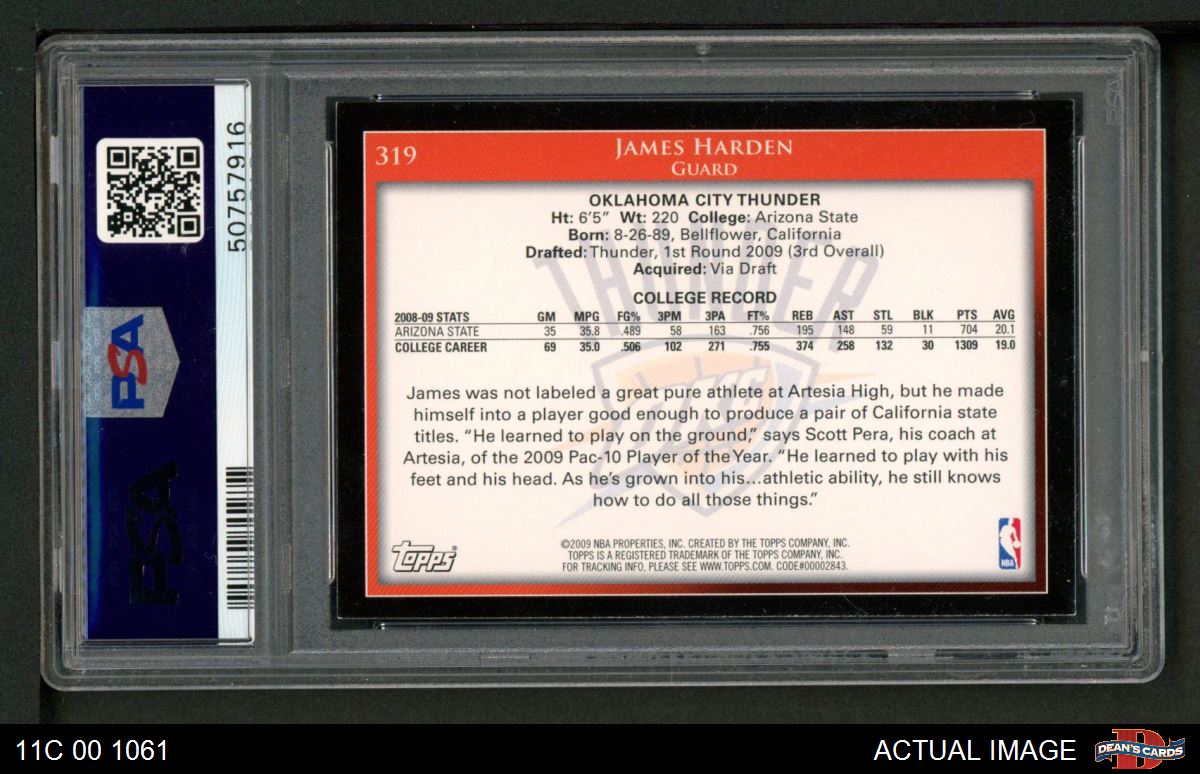 50757916
PSA
PSA
319
JAMES HARDEN
GUARD
THUNDER
OKLAHOMA CITY THUNDER
Ht: 6'5" Wt: 220 College: Arizona State
Born: 8-26-89, Bellflower, California
Drafted: Thunder, 1st Round 2009 (3rd Overall)
Acquired: Via Draft
COLLEGE RECORD
2008-09 STATS GM MPG FG% 3PM 3PA FT% REB AST STL BLK PTS AVG
ARIZONA STATE 35 35.8 .489 58 163 .756 195 148 59 11 704 20.1
COLLEGE CAREER 69 35.0 .506 102 271 .755 374 258 132 30 1309 19.0
OKC
James was not labeled a great pure athlete at Artesia High, but he made
himself into a player good enough to produce a pair of California state
titles. “He learned to play on the ground,” says Scott Pera, his coach at
Artesia, of the 2009 Pac-10 Player of the Year. “He learned to play with his
feet and his head. As he’s grown into his...athletic ability, he still knows
how to do all those things.”
Topps®
©2009 NBA PROPERTIES, INC. CREATED BY THE TOPPS COMPANY, INC.
TOPPS IS A REGISTERED TRADEMARK OF THE TOPPS COMPANY, INC.
FOR TRACKING INFO, PLEASE SEE WWW.TOPPS.COM. CODE#00002843.
NBA
11C 00 1061
ACTUAL IMAGE
DEAN'S CARDS